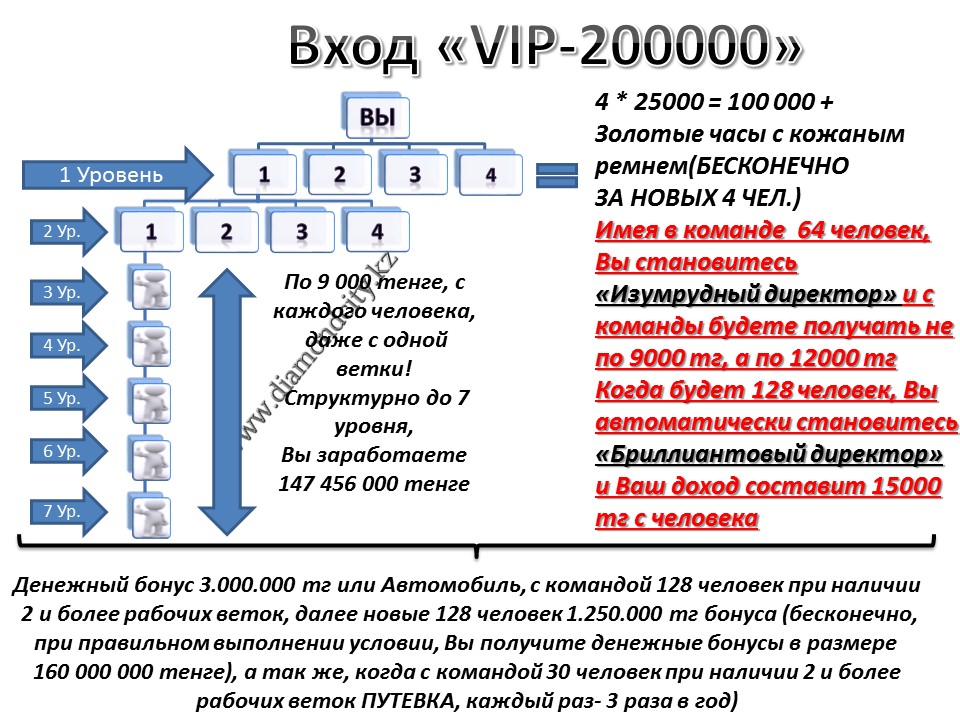 Вход «VIP-200000»
ВЫ
1 Уровень
1 2 3 4
2 Ур.
1 2 3 4
3 Ур.
4 Ур.
5 Ур.
6 Ур.
7 Ур.
По 9 000 тенге, с
каждого человека,
даже с одной
ветки!
Структурно до 7
уровня,
Вы заработаете
147 456 000 тенге
www.diamondcity.kz
4 * 25000 = 100 000 +
Золотые часы с кожаным
ремнем(БЕСКОНЕЧНО
ЗА НОВЫХ 4 ЧЕЛ.)
Имея в команде 64 человек,
Вы становитесь
«Изумрудный директор» и с
команды будете получать не
по 9000 тг, а по 12000 тг
Когда будет 128 человек, Вы
автоматически становитесь
«Бриллиантовый директор»
и Ваш доход составит 15000
тг с человека
Денежный бонус 3.000.000 тг или Автомобиль, с командой 128 человек при наличии
2 и более рабочих веток, далее новые 128 человек 1.250.000 тг бонуса (бесконечно,
при правильном выполнении условии, Вы получите денежные бонусы в размере
160 000 000 тенге), а так же, когда с командой 30 человек при наличии 2 и более
рабочих веток ПУТЕВКА, каждый раз- 3 раза в год)